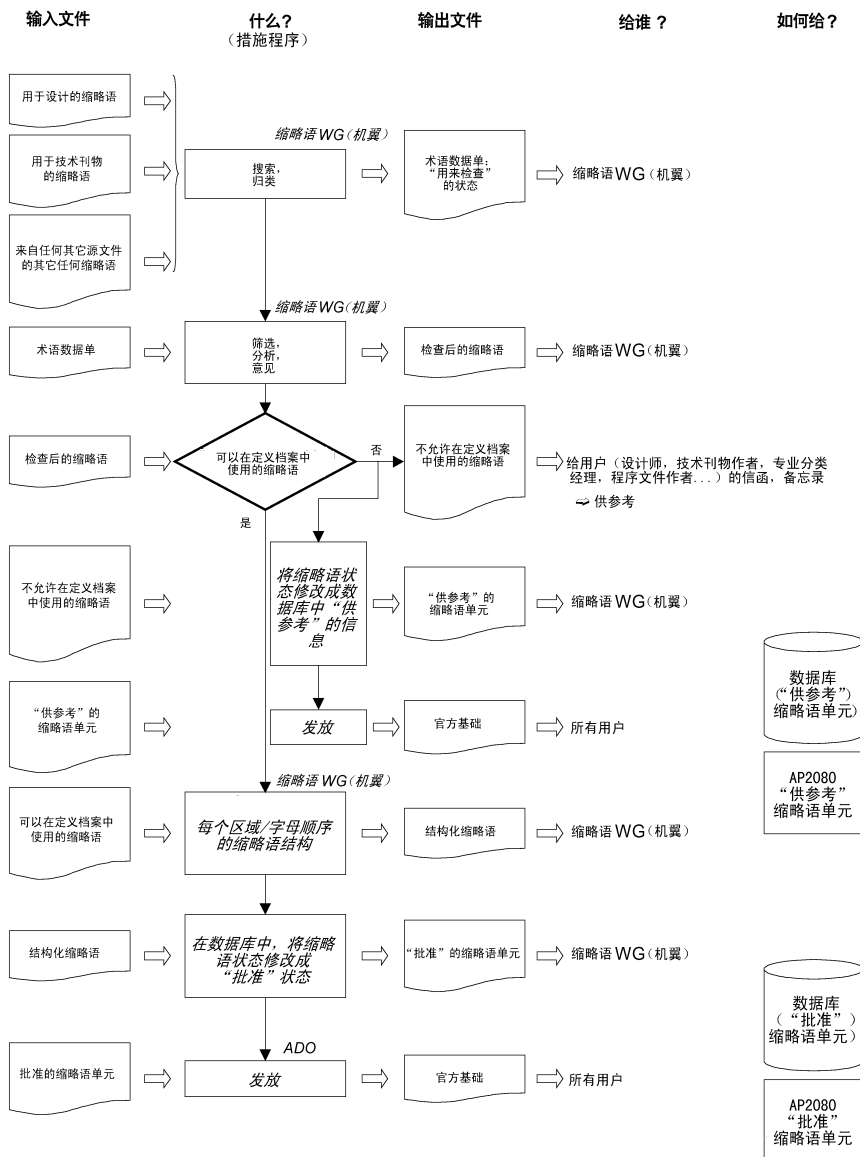 输入文件
什么?
(措施程序)
输出文件
给谁 ?
如何给?
用于设计的缩略语
用于技术刊物
的缩略语
来自任何其它源文件
的其它任何缩略语
缩略语WG(机翼)
搜索,
归类
术语数据单:
“用来检查”
的状态
缩略语WG(机翼)
术语数据单
缩略语WG(机翼)
筛选,
分析,
意见
检查后的缩略语
缩略语WG(机翼)
检查后的缩略语
可以在定义档案中
使用的缩略语
否
是
不允许在定义档案
中使用的缩略语
给用户(设计师,技术刊物作者,专业分类
经理,程序文件作者...)的信函,备忘录
供参考
不允许在定义档案
中使用的缩略语
将缩略语状
态修改成数
据库中“供
参考”的信
息
“供参考”的
缩略语单元
缩略语WG(机翼)
“供参考”的
缩略语单元
发放
官方基础
所有用户
数据库
(“供参考”)
缩略语单元)
AP2080
“供参考”
缩略语单元
可以在定义档案中
使用的缩略语
缩略语WG(机翼)
每个区域/字母顺序
的缩略语结构
结构化缩略语
缩略语WG(机翼)
结构化缩略语
在数据库中,将缩略
语状态修改成
“批准”状态
“批准”的缩略语单元
缩略语WG(机翼)
批准的缩略语单元
ADO
发放
官方基础
所有用户
数据库
(“批准”)
缩略语单元)
AP2080
“批准”
缩略语单元